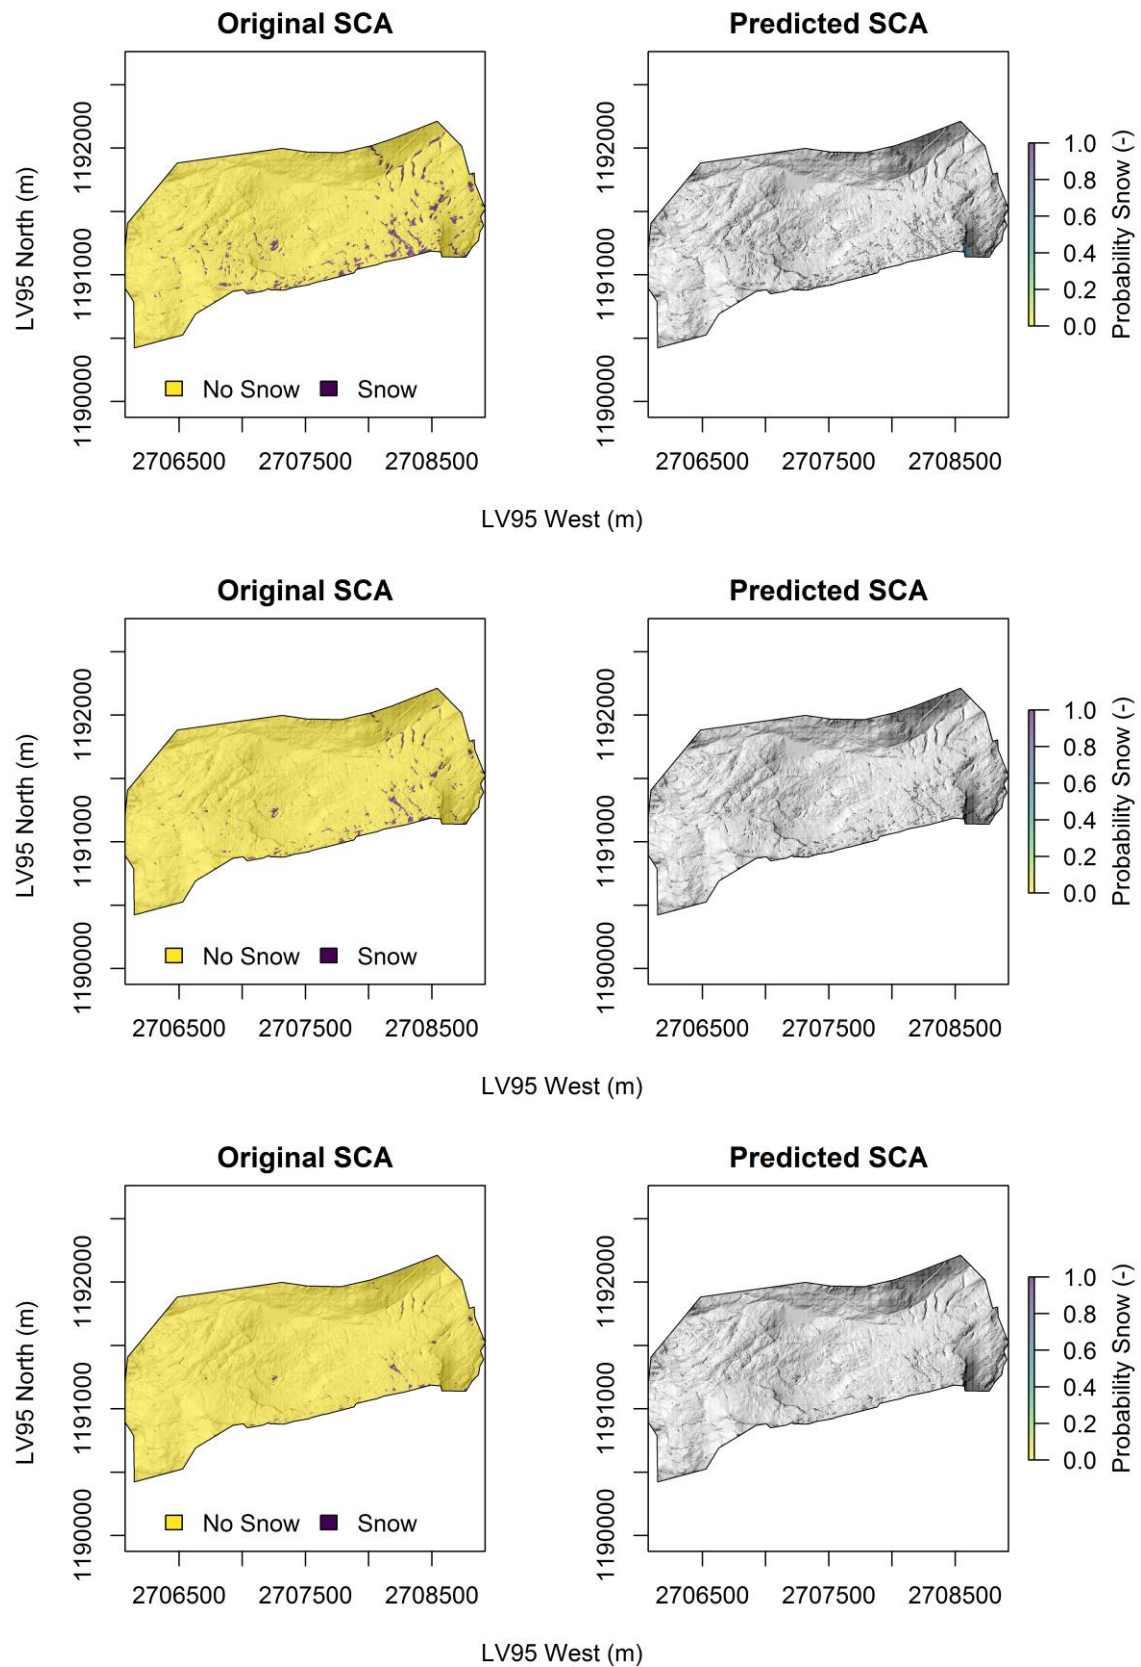 Original SCA
Predicted SCA
LV95 North (m)
1192000
1191000
1190000
1192000
1191000
1190000
1.0
0.8
0.6
0.4
0.2
0.0
Probability Snow (-)
No Snow
Snow
2706500 2707500 2708500
2706500 2707500 2708500
LV95 West (m)
Original SCA
Predicted SCA
LV95 North (m)
1192000
1191000
1190000
1192000
1191000
1190000
1.0
0.8
0.6
0.4
0.2
0.0
Probability Snow (-)
No Snow
Snow
2706500 2707500 2708500
2706500 2707500 2708500
LV95 West (m)
Original SCA
Predicted SCA
LV95 North (m)
1192000
1191000
1190000
1192000
1191000
1190000
1.0
0.8
0.6
0.4
0.2
0.0
Probability Snow (-)
No Snow
Snow
2706500 2707500 2708500
2706500 2707500 2708500
LV95 West (m)